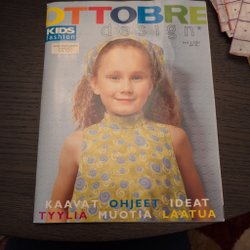 OTTOBRE
KIDS
fashion
design®
KAAVAT OHJEET IDEAT
TYYLIÄ MUOTIA LAATUA